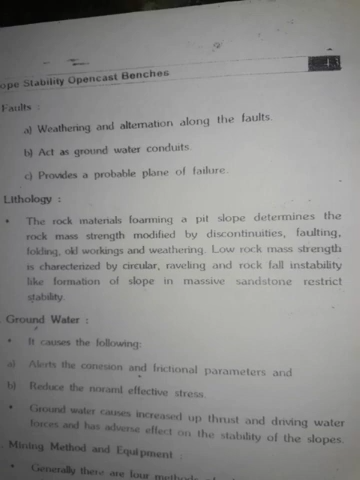 ope Stability Opencast Benches
Faults :
a) Weathering and alternation along the faults.
b) Act as ground water conduits.
c) Provides a probable plane of failure.
Lithology :
• The rock materials foarming a pit slope determines the
rock mass strength modified by discontinuities, faulting,
folding, old workings and weathering. Low rock mass strength
is charecterized by circular, raveling and rock fall instability
like formation of slope in massive sandstone restrict
stability.
Ground Water :
• It causes the following:
a) Alerts the conesion and frictional parameters and
b) Reduce the noraml effective stress.
• Ground water causes increased up thrust and driving water
forces and has adverse effect on the stability of the slopes.
. Mining Method and Equipment :
• Generally there are four methods